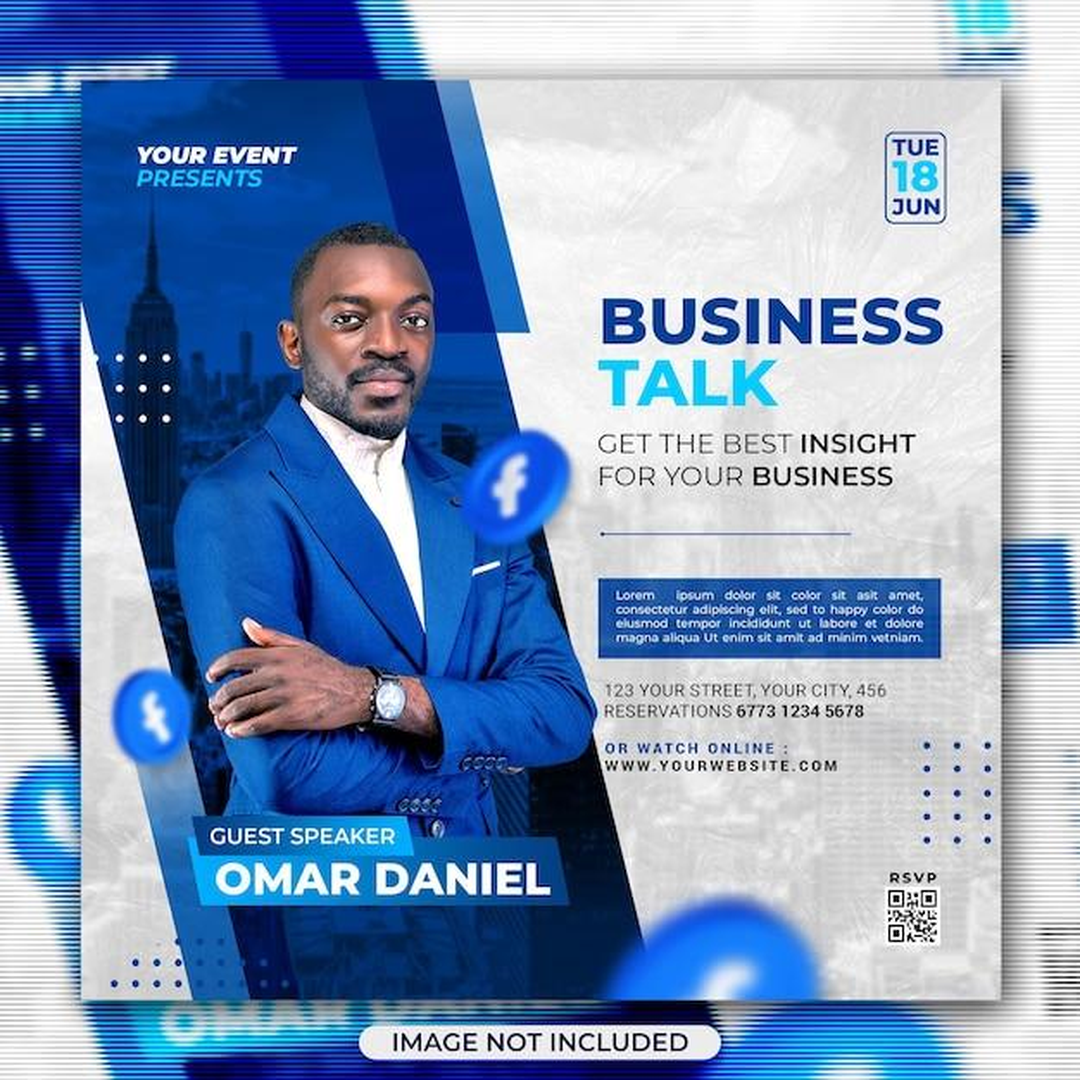 YOUR EVENT
PRESENTS
TUE
18
JUN
BUSINESS
TALK
GET THE BEST INSIGHT
FOR YOUR BUSINESS
Lorem ipsum dolor sit color sit asit amet,
consectetur adipiscing elit, sed to happy color do
eiusmod tempor incididunt ut labore et dolore
magna aliqua Ut enim sit amit ad minim vetniam.
123 YOUR STREET, YOUR CITY, 456
RESERVATIONS 6773 1234 5678
OR WATCH ONLINE :
WWW.YOURWEBSITE.COM
GUEST SPEAKER
OMAR DANIEL
RSVP
IMAGE NOT INCLUDED